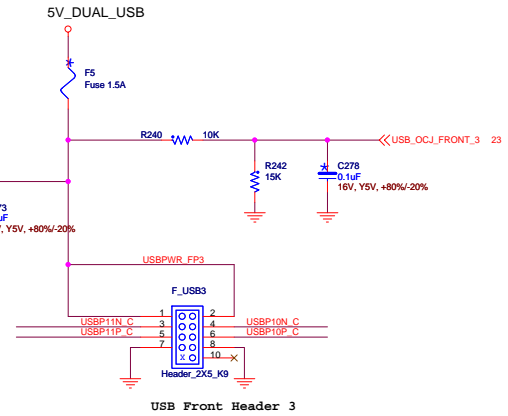 5V_DUAL_USB
F5
Fuse 1.5A
R240 10K
USB_OCJ_FRONT_3 23
R242
15K
C278
0.1uF
16V, Y5V, +80%/-20%
73
uF
, Y5V, +80%/-20%
USBPWR_FP3
F_USB3
1 2
USBP11N_C 3 4 USBP10N_C
USBP11P_C 5 6 USBP10P_C
7 8
X 10
Header_2X5_K9
USB Front Header 3